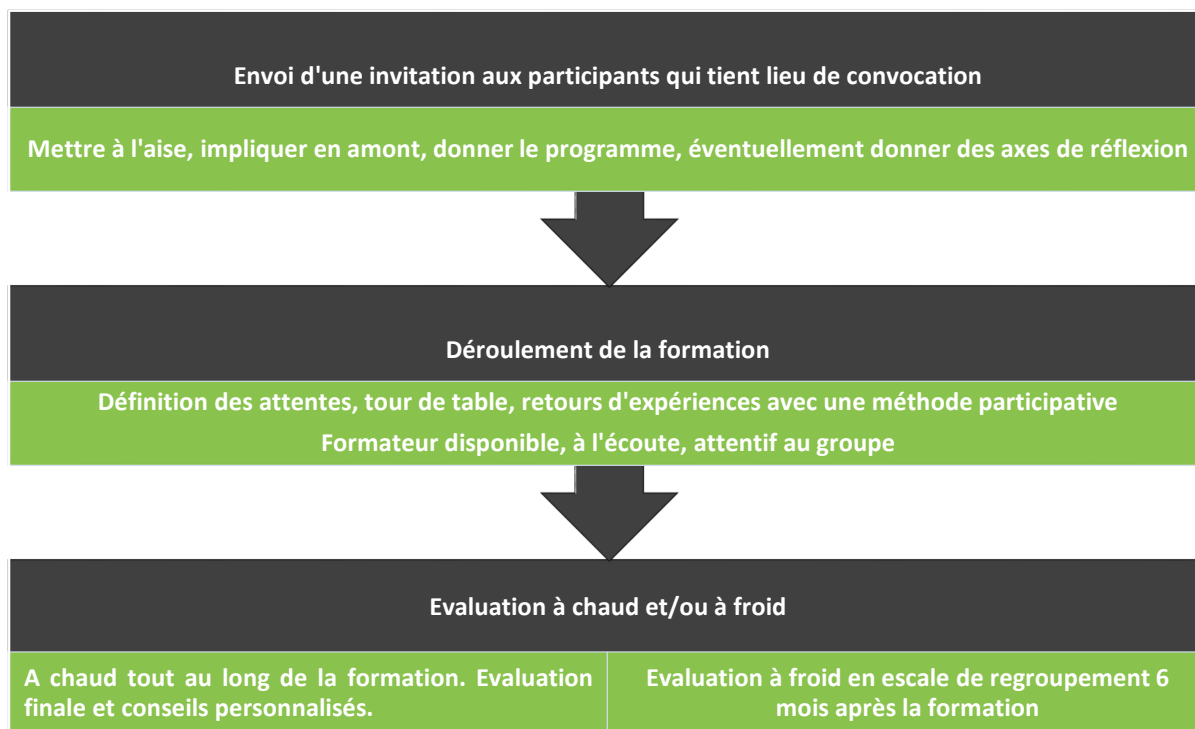 Envoi d'une invitation aux participants qui tient lieu de convocation
Mettre à l'aise, impliquer en amont, donner le programme, éventuellement donner des axes de réflexion
Déroulement de la formation
Définition des attentes, tour de table, retours d'expériences avec une méthode participative
Formateur disponible, à l'écoute, attentif au groupe
Evaluation à chaud et/ou à froid
A chaud tout au long de la formation. Evaluation
finale et conseils personnalisés.
Evaluation à froid en escale de regroupement 6
mois après la formation